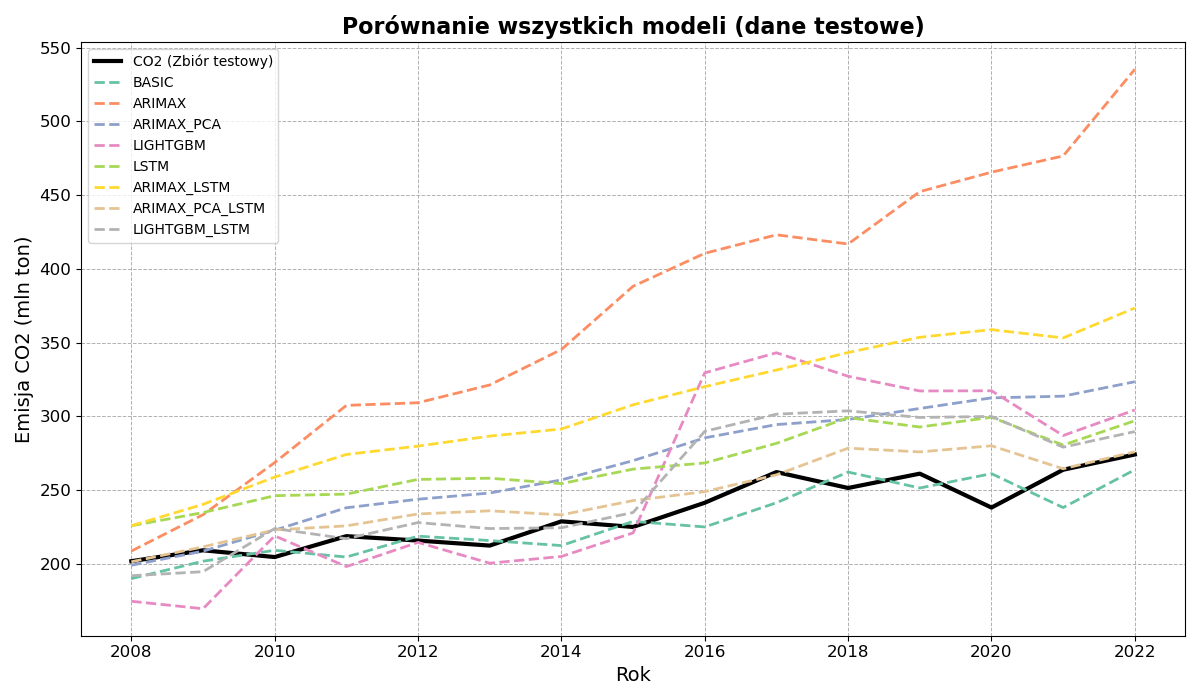 Porównanie wszystkich modeli (dane testowe)
CO2 (Zbiór testowy)
BASIC
ARIMAX
ARIMAX_PCA
LIGHTGBM
LSTM
ARIMAX_LSTM
ARIMAX_PCA_LSTM
LIGHTGBM_LSTM
Emisja CO2 (mln ton)
550
500
450
400
350
300
250
200
2008 2010 2012 2014 2016 2018 2020 2022
Rok